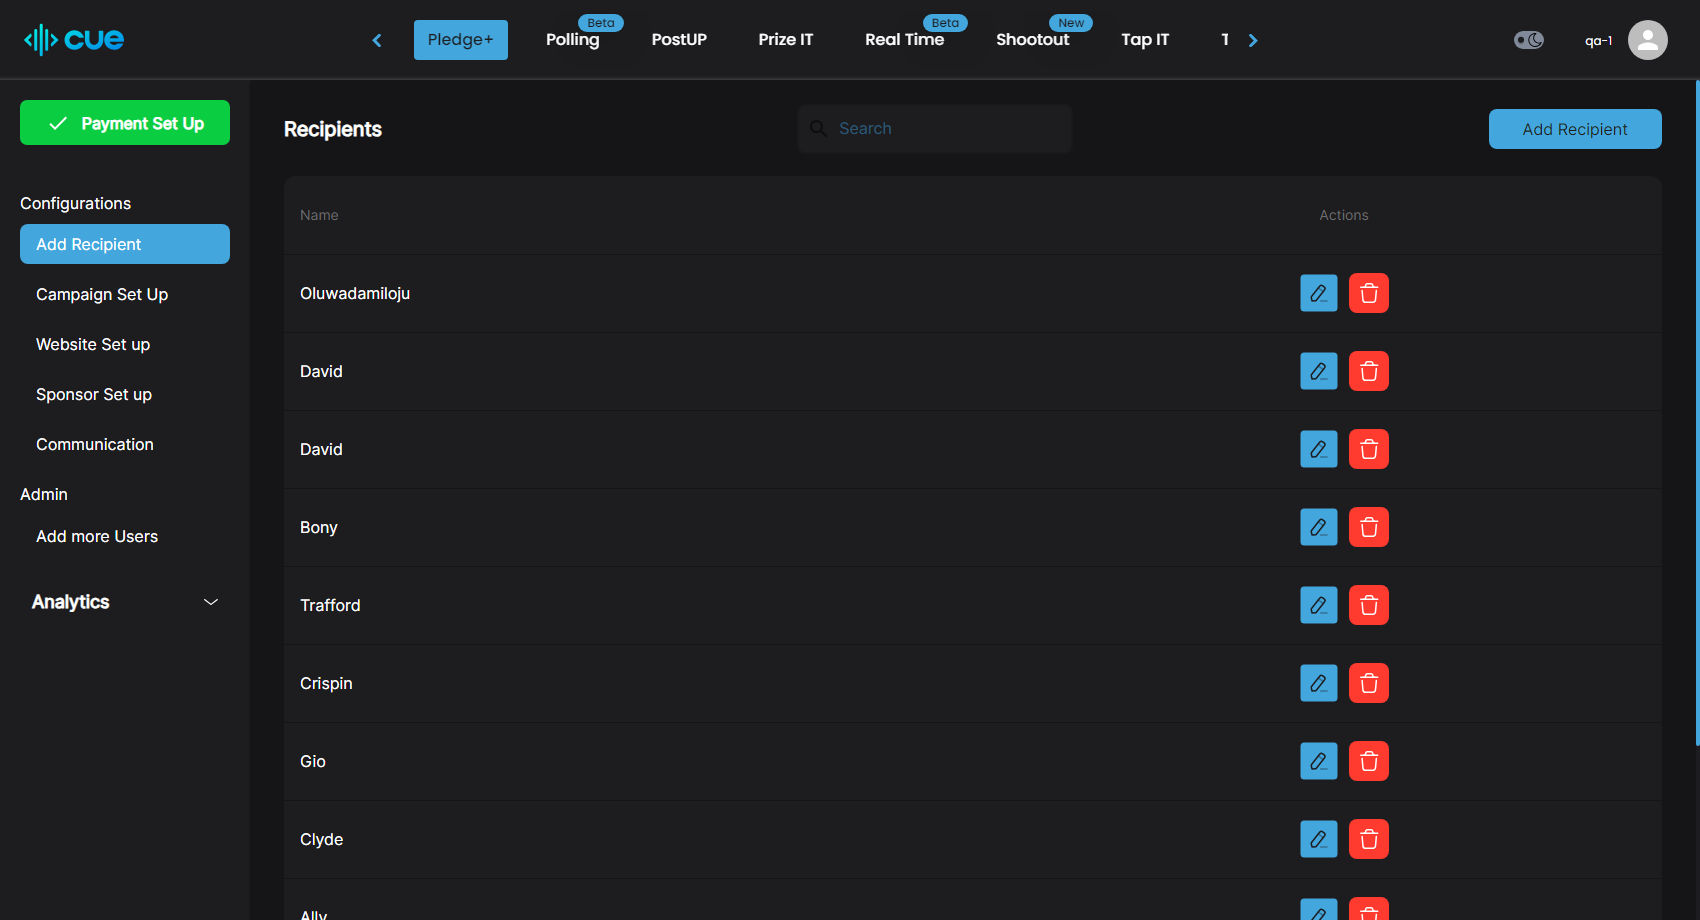 cue
Pledge+
Polling
Beta
PostUP
Prize IT
Real Time
Beta
Shootout
New
Tap IT
qa-1
Payment Set Up
Configurations
Add Recipient
Campaign Set Up
Website Set up
Sponsor Set up
Communication
Admin
Add more Users
Analytics
Recipients
Search
Add Recipient
Name
Actions
Oluwadamiloju
David
David
Bony
Trafford
Crispin
Gio
Clyde
Ally